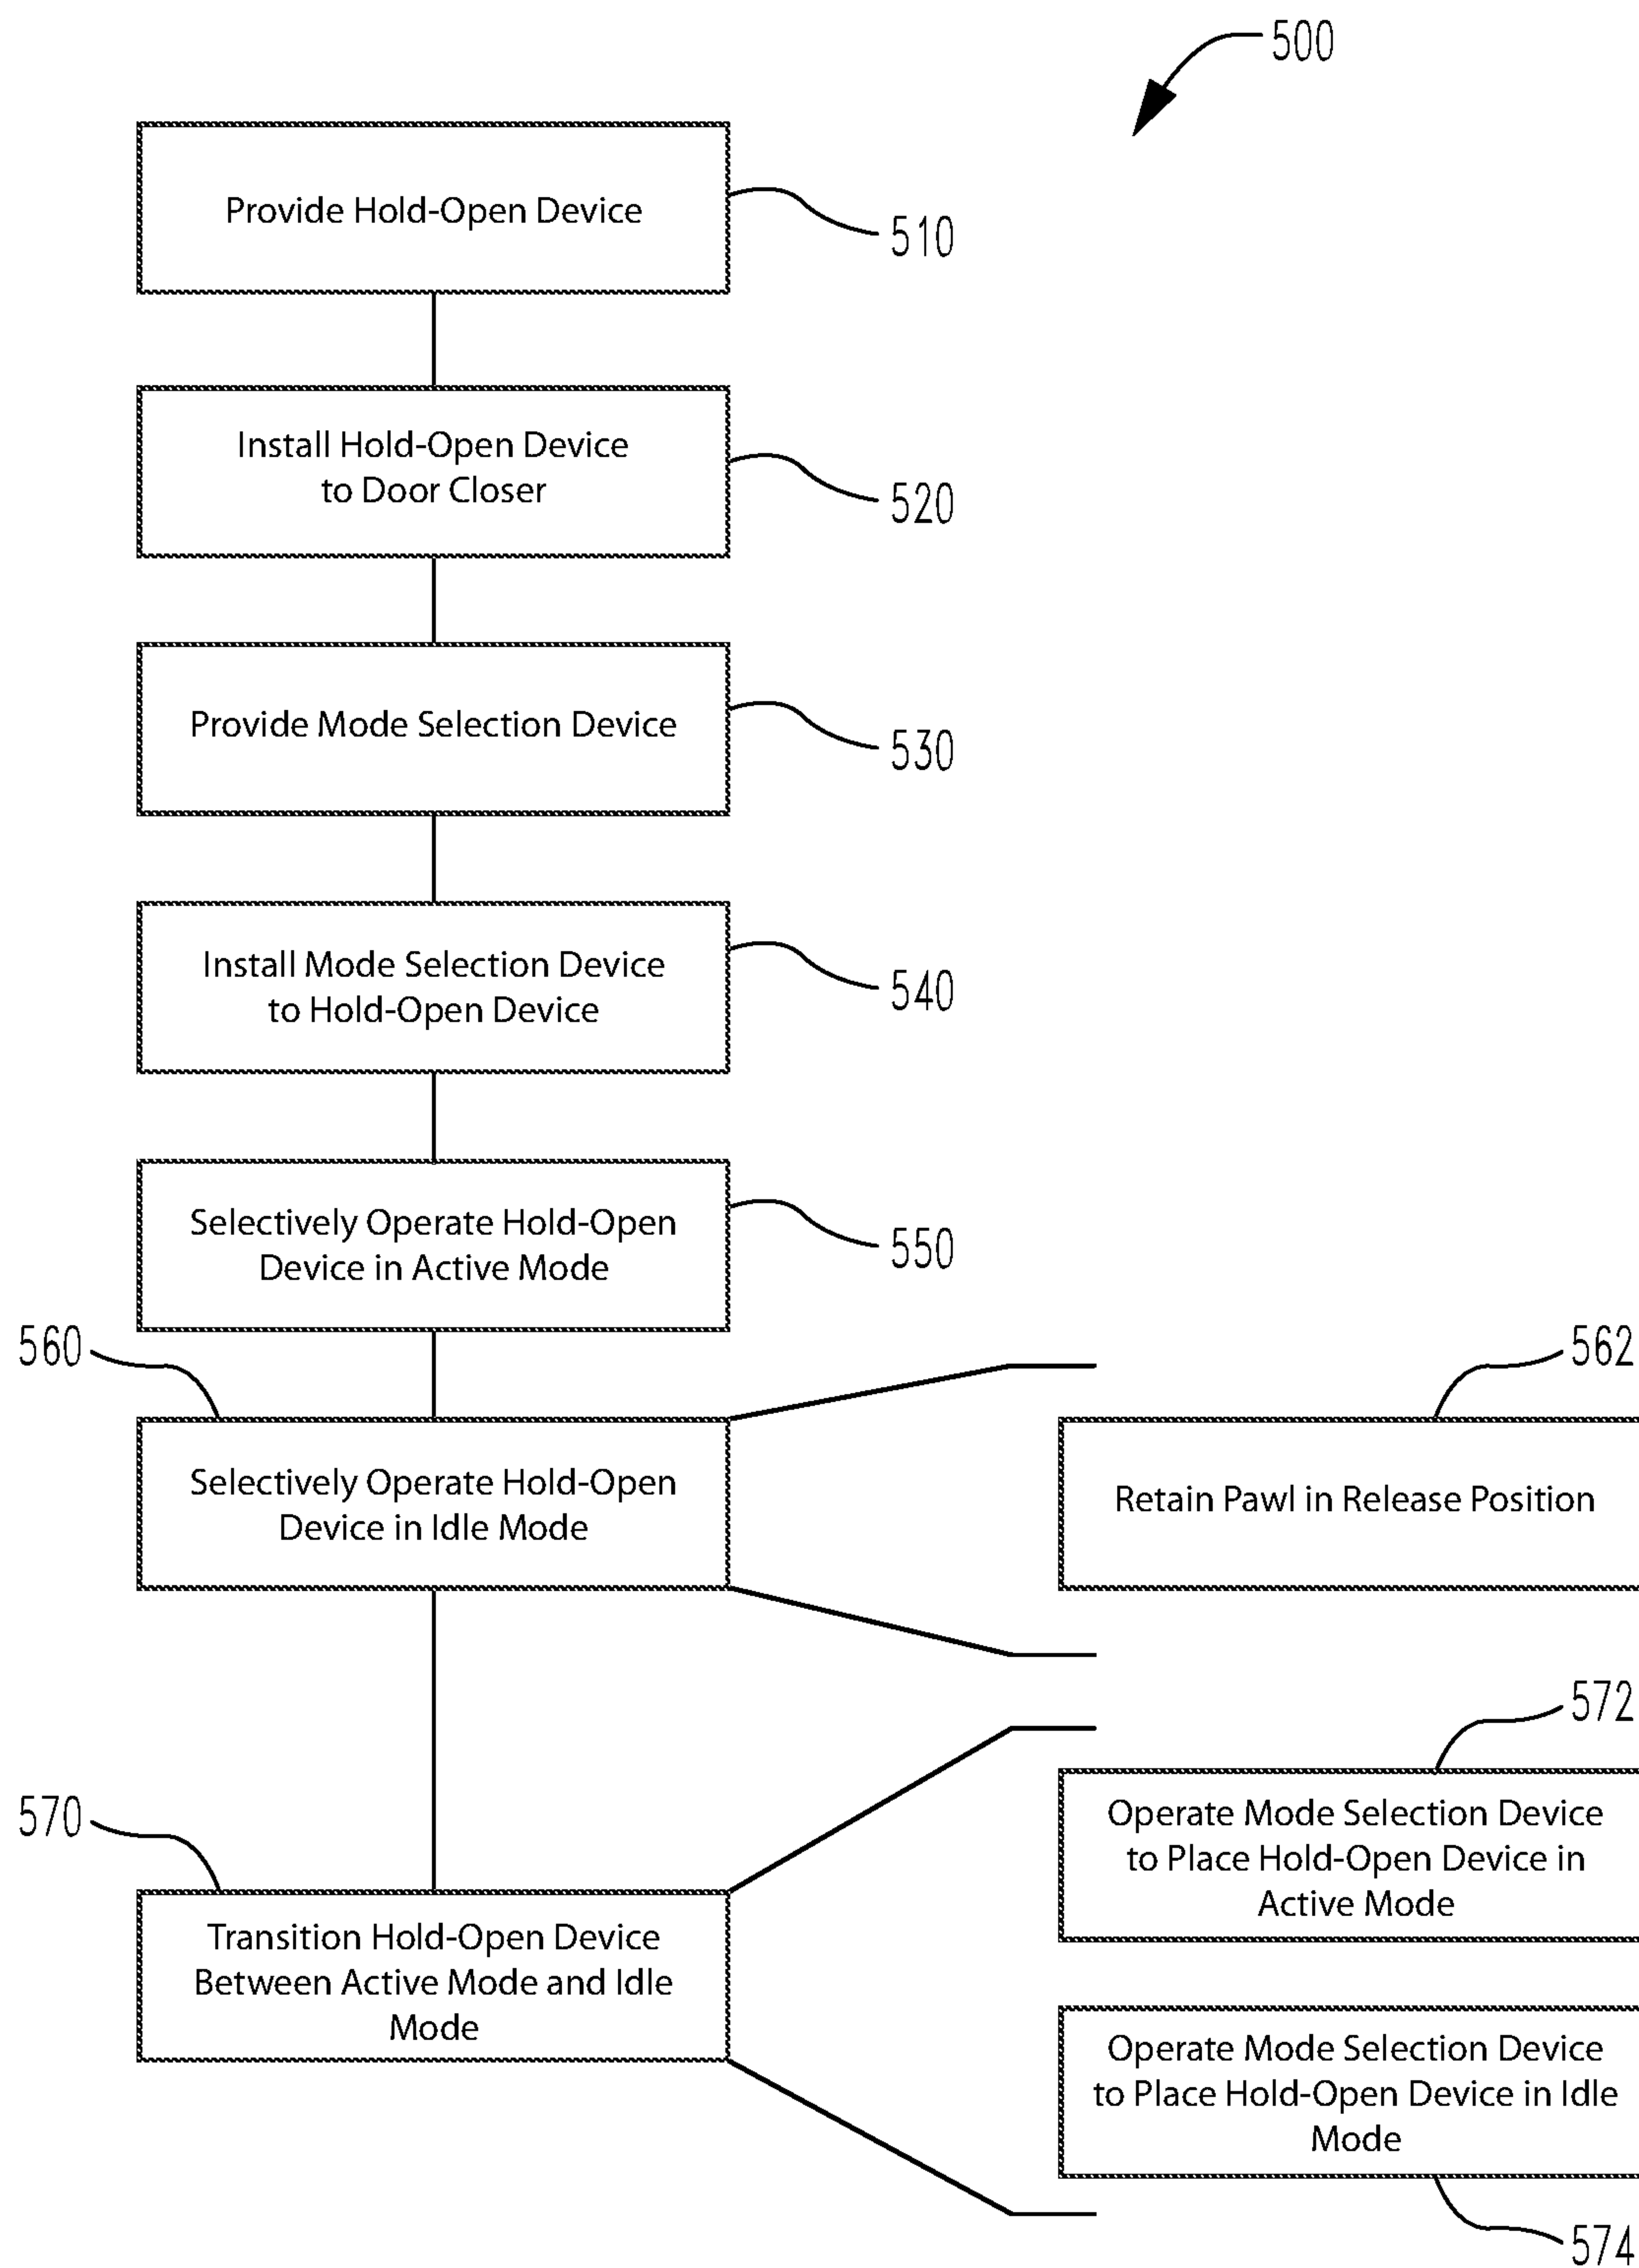 500
Provide Hold-Open Device
510
Install Hold-Open Device
to Door Closer
520
Provide Mode Selection Device
530
Install Mode Selection Device
to Hold-Open Device
540
Selectively Operate Hold-Open
Device in Active Mode
550
560
Selectively Operate Hold-Open
Device in Idle Mode
562
Retain Pawl in Release Position
570
Transition Hold-Open Device
Between Active Mode and Idle
Mode
572
Operate Mode Selection Device
to Place Hold-Open Device in
Active Mode
Operate Mode Selection Device
to Place Hold-Open Device in Idle
Mode
574